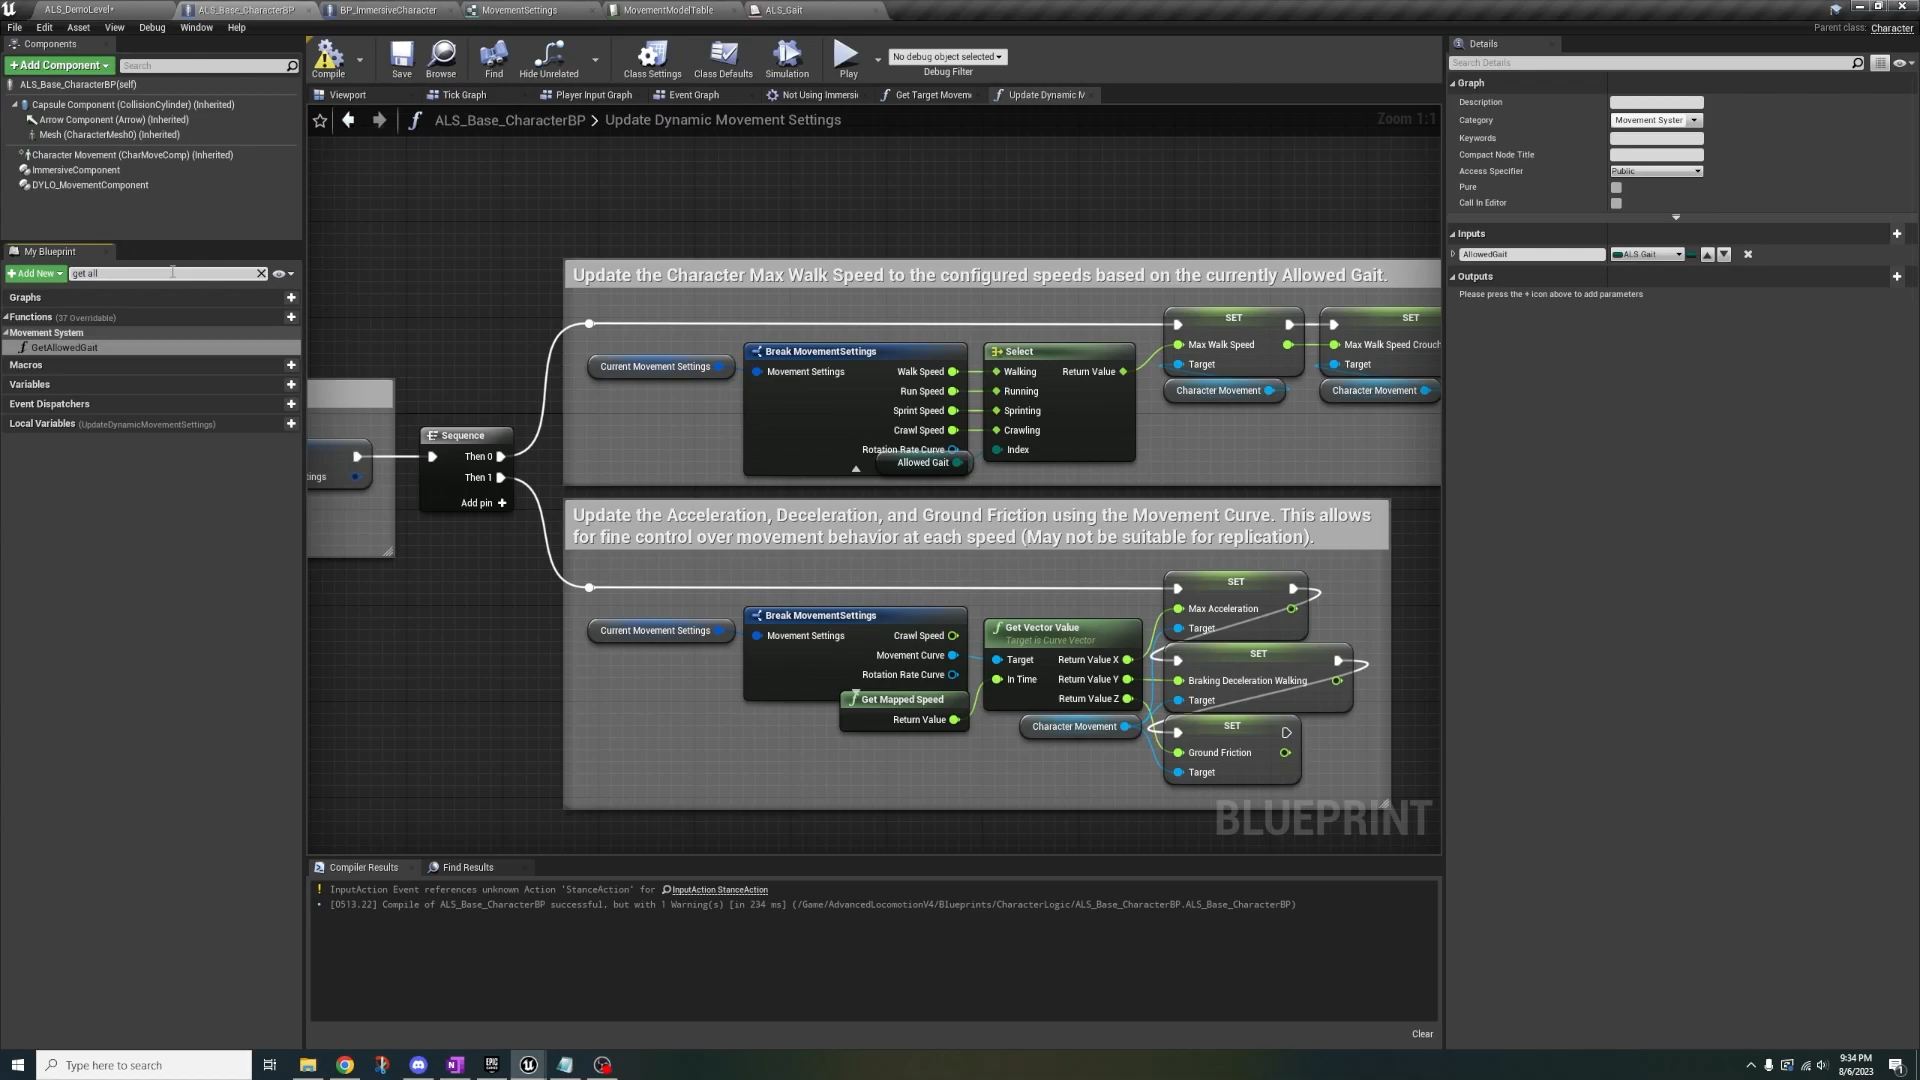 ALS_DemoLevel*
ALS_Base_CharacterBP
BP_ImmersiveCharacter
MovementSettings
MovementModelTable
ALS_Gait
File Edit Asset View Debug Window Help
Parent class: Character
Components
+Add Component
Search
ALS_Base_CharacterBP(self)
Capsule Component (CollisionCylinder) (Inherited)
Arrow Component (Arrow) (Inherited)
Mesh (CharacterMesh0) (Inherited)
Character Movement (CharMoveComp) (Inherited)
ImmersiveComponent
DYLO_MovementComponent
My Blueprint
+Add New
get all
Graphs
Functions (37 Overridable)
Movement System
GetAllowedGait
Macros
Variables
Event Dispatchers
Local Variables (UpdateDynamicMovementSettings)
Compile
Save
Browse
Find
Hide Unrelated
Class Settings
Class Defaults
Simulation
Play
No debug object selected
Debug Filter
Viewport
Tick Graph
Player Input Graph
Event Graph
Not Using Immersi
Get Target Movem
Update Dynamic M
ALS_Base_CharacterBP > Update Dynamic Movement Settings
Zoom 1:1
Update the Character Max Walk Speed to the configured speeds based on the currently Allowed Gait.
Current Movement Settings
Break MovementSettings
Movement Settings
Walk Speed
Run Speed
Sprint Speed
Crawl Speed
Rotation Rate Curve
Allowed Gait
Select
Walking
Return Value
Running
Sprinting
Crawling
Index
SET
Max Walk Speed
Target
Character Movement
SET
Max Walk Speed Crouch
Target
Character Movement
ings
Sequence
Then 0
Then 1
Add pin +
Update the Acceleration, Deceleration, and Ground Friction using the Movement Curve. This allows
for fine control over movement behavior at each speed (May not be suitable for replication).
Current Movement Settings
Break MovementSettings
Movement Settings
Crawl Speed
Movement Curve
Rotation Rate Curve
Get Mapped Speed
Return Value
Get Vector Value
Target is Curve Vector
Target
Return Value X
In Time
Return Value Y
Return Value Z
Character Movement
SET
Max Acceleration
Target
SET
Braking Deceleration Walking
Target
SET
Ground Friction
Target
BLUEPRINT
Compiler Results
Find Results
InputAction Event references unknown Action 'StanceAction' for InputAction StanceAction
[0513.22] Compile of ALS_Base_CharacterBP successful, but with 1 Warning(s) [in 234 ms] (/Game/AdvancedLocomotionV4/Blueprints/CharacterLogic/ALS_Base_CharacterBP.ALS_Base_CharacterBP)
Clear
Details
Search Details
Graph
Description
Category
Movement Syster
Keywords
Compact Node Title
Access Specifier
Public
Pure
Call In Editor
Inputs
AllowedGait
ALS Gait
Outputs
Please press the + icon above to add parameters
Type here to search
9:34 PM
8/6/2023